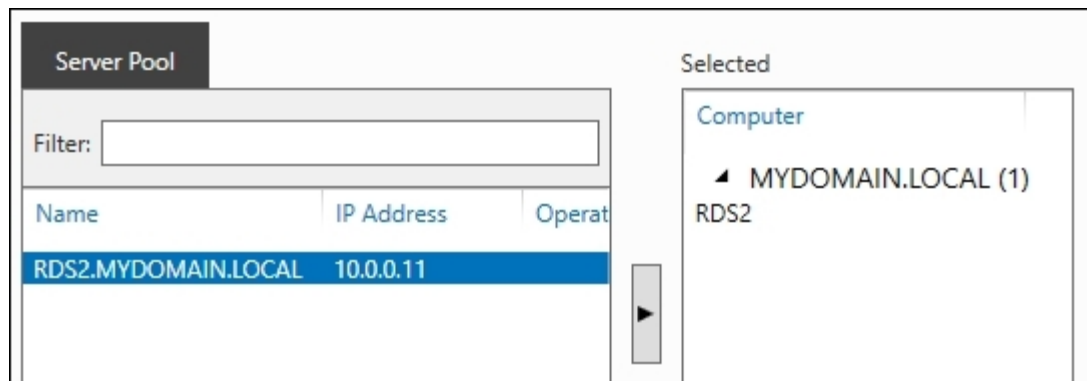 Server Pool
Filter:
Name IP Address Operat
RDS2.MYDOMAIN.LOCAL 10.0.0.11
Selected
Computer
MYDOMAIN.LOCAL (1)
RDS2